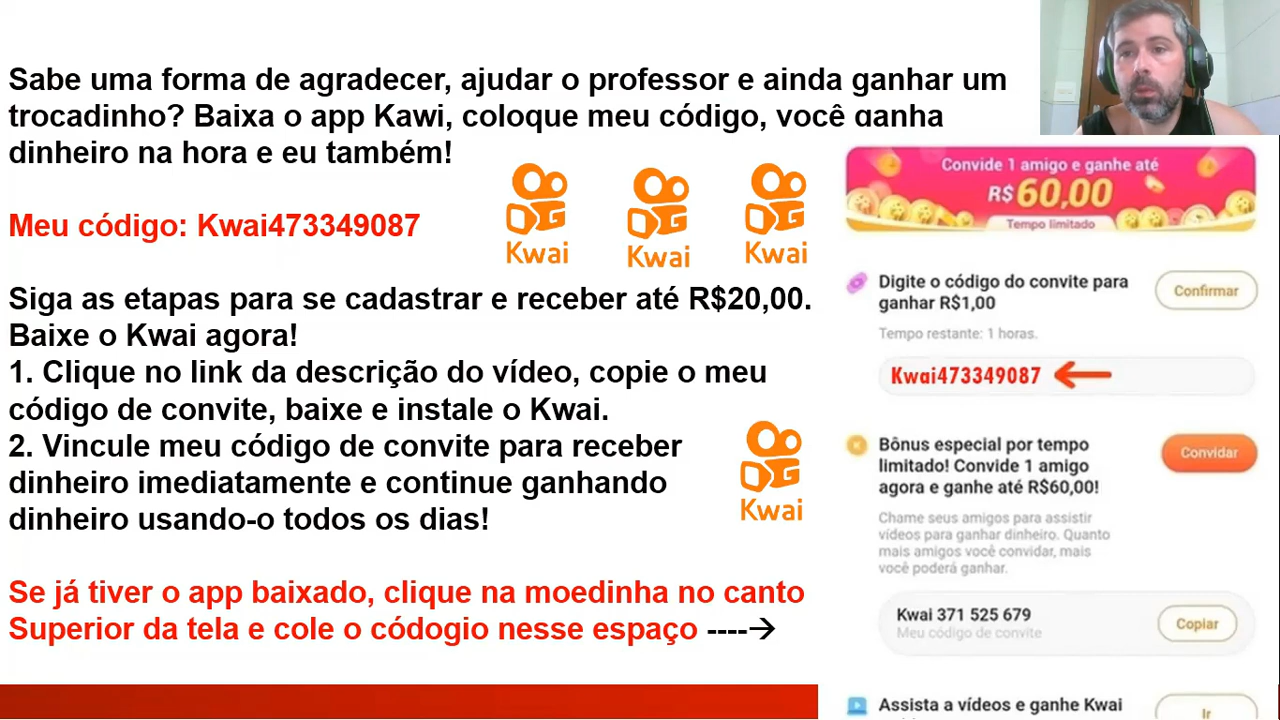 Sabe uma forma de agradecer, ajudar o professor e ainda ganhar um
trocadinho? Baixa o app Kawi, coloque meu código, você ganha
dinheiro na hora e eu também!
Meu código: Kwai473349087
Kwai
Kwai
Kwai
Siga as etapas para se cadastrar e receber até R$20,00.
Baixe o Kwai agora!
1. Clique no link da descrição do vídeo, copie o meu
código de convite, baixe e instale o Kwai.
2. Vincule meu código de convite para receber
dinheiro imediatamente e continue ganhando
dinheiro usando-o todos os dias!
Kwai
Se já tiver o app baixado, clique na moedinha no canto
Superior da tela e cole o códogio nesse espaço ----→
Convide 1 amigo e ganhe até
R$ 60,00
Tempo limitado
Digite o código do convite para
ganhar R$1,00
Confirmar
Tempo restante: 1 horas.
Kwai473349087
Bônus especial por tempo
limitado! Convide 1 amigo
agora e ganhe até R$60,00!
Convidar
Chame seus amigos para assistir
vídeos para ganhar dinheiro. Quanto
mais amigos você convidar, mais
você poderá ganhar.
Kwai 371 525 679
Meu código de convite
Copiar
Assista a vídeos e ganhe Kwai
Ir